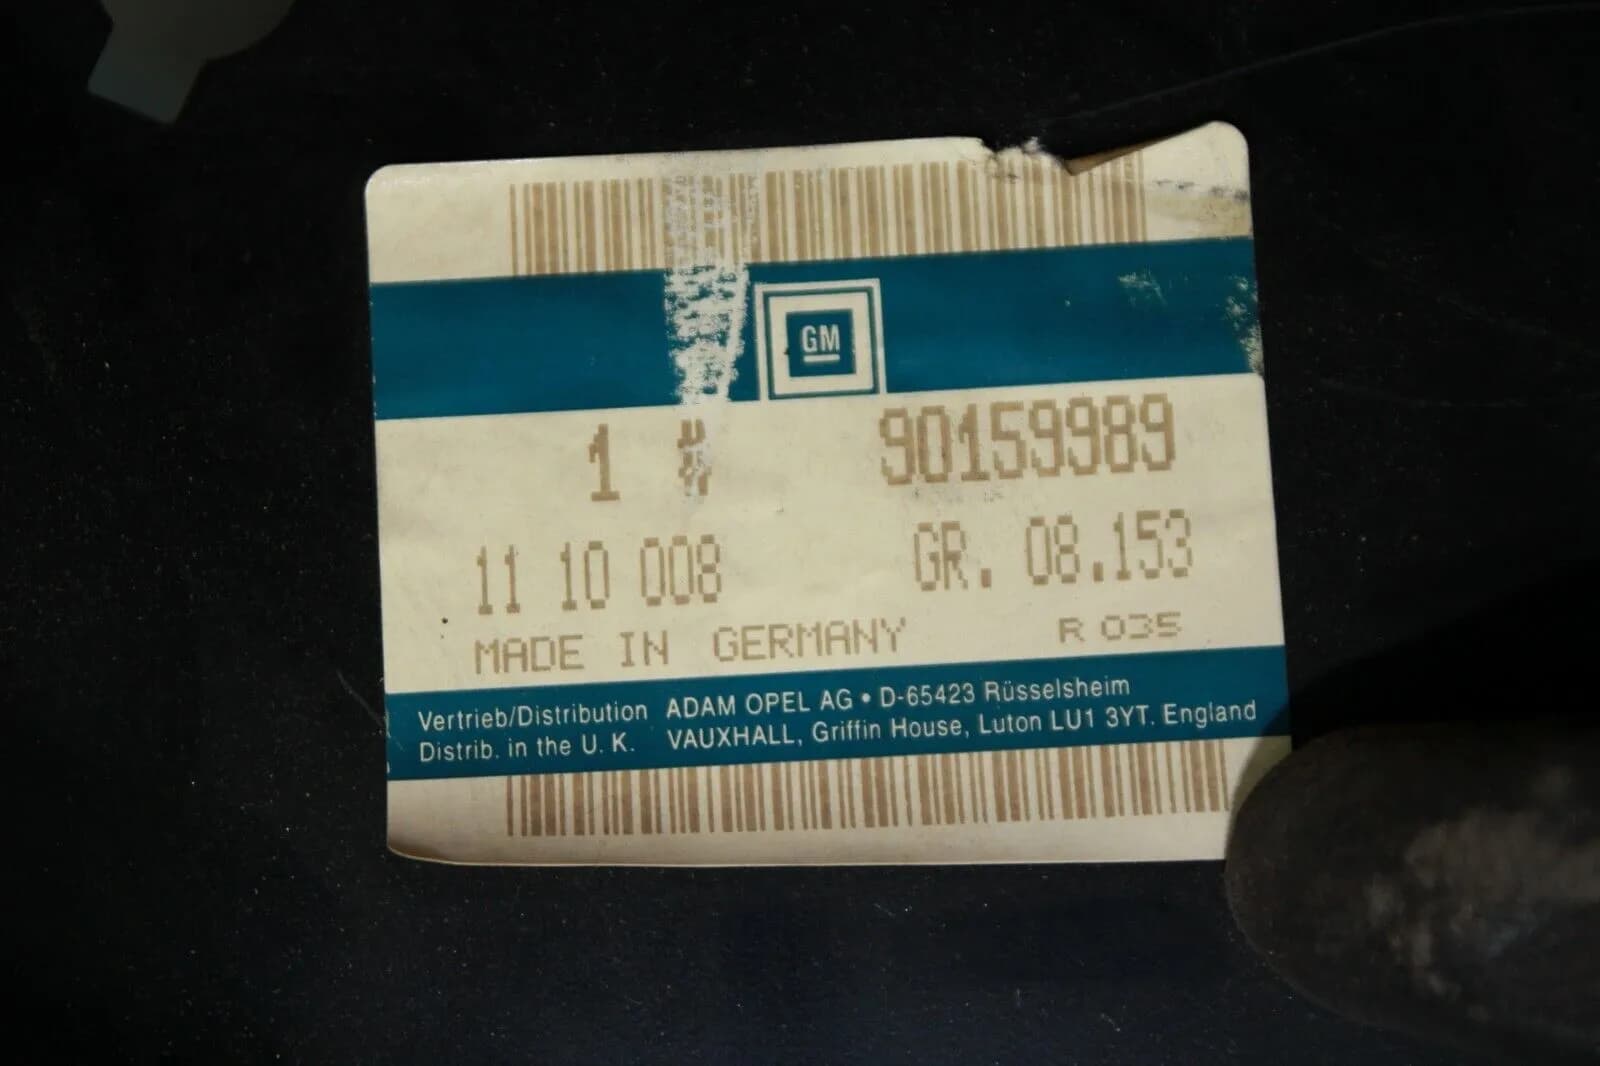 GM
1 # 90159989
11 10 008 GR. 08.153
MADE IN GERMANY R 035
Vertrieb/Distribution ADAM OPEL AG • D-65423 Rüsselsheim
Distrib. in the U. K. VAUXHALL, Griffin House, Luton LU1 3YT. England